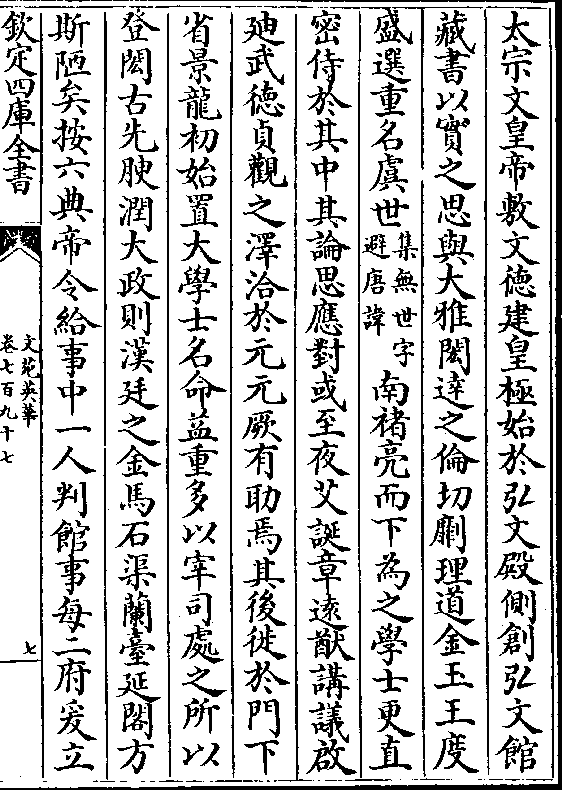 太宗文皇帝敷文德建皇極始於弘文殿側創弘文館
藏書以實之思與大雅閎達之倫切劘理道金玉王度
盛選重名虞世集無世字避唐諱南褚亮而下為之學士更直
密侍於其中其論思應對或至夜艾誕章遠猷講議啟
廸武德貞觀之澤洽於元元厥有助焉其後徙於門下
省景龍初始置大學士名命益重多以宰司處之所以
登閎古先腴潤大政則漢廷之金馬石渠蘭臺延閣方
斯陋矣按六典帝令給事中一人判館事每二府爰立
欽定四庫全書
文苑英華
卷七百九十七
七